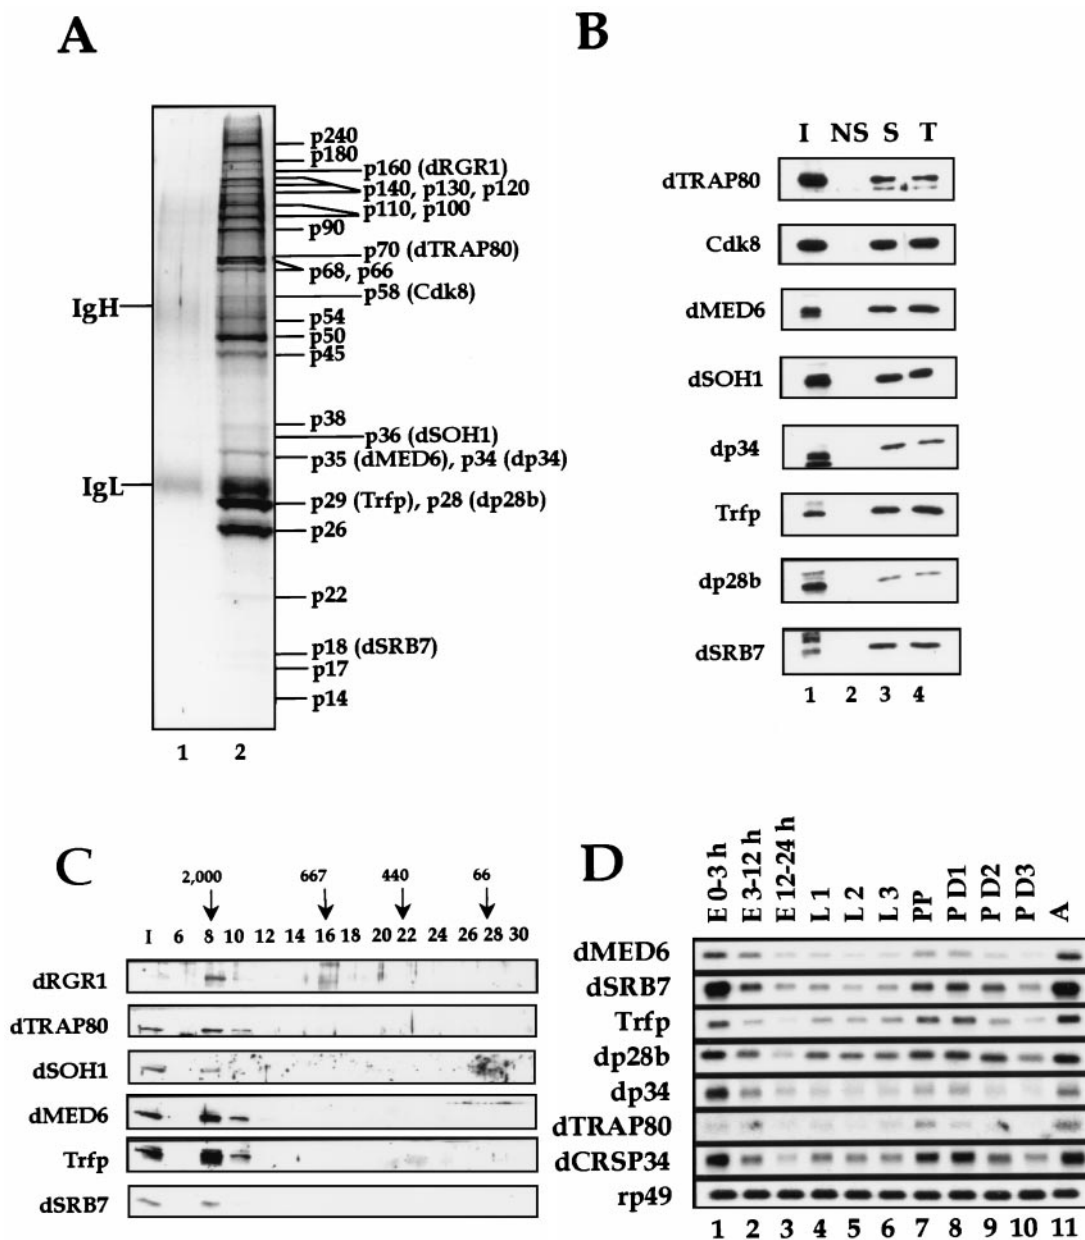 A
p240
p180
p160 (dRGR1)
p140, p130, p120
p110, p100
p90
p70 (dTRAP80)
p68, p66
p58 (Cdk8)
IgH
p54
p50
p45
p38
p36 (dSOH1)
p35 (dMED6), p34 (dp34)
IgL
p29 (Trfp), p28 (dp28b)
p26
p22
p18 (dSRB7)
p17
p14
1 2
B
I NS S T
dTRAP80
Cdk8
dMED6
dSOH1
dp34
Trfp
dp28b
dSRB7
1 2 3 4
C
2,000 667 440 66
I 6 8 10 12 14 16 18 20 22 24 26 28 30
dRGR1
dTRAP80
dSOH1
dMED6
Trfp
dSRB7
D
E 0-3 h
E 3-12 h
E 12-24 h
L 1
L 2
L 3
PP
P D1
P D2
P D3
A
dMED6
dSRB7
Trfp
dp28b
dp34
dTRAP80
dCRSP34
rp49
1 2 3 4 5 6 7 8 9 10 11